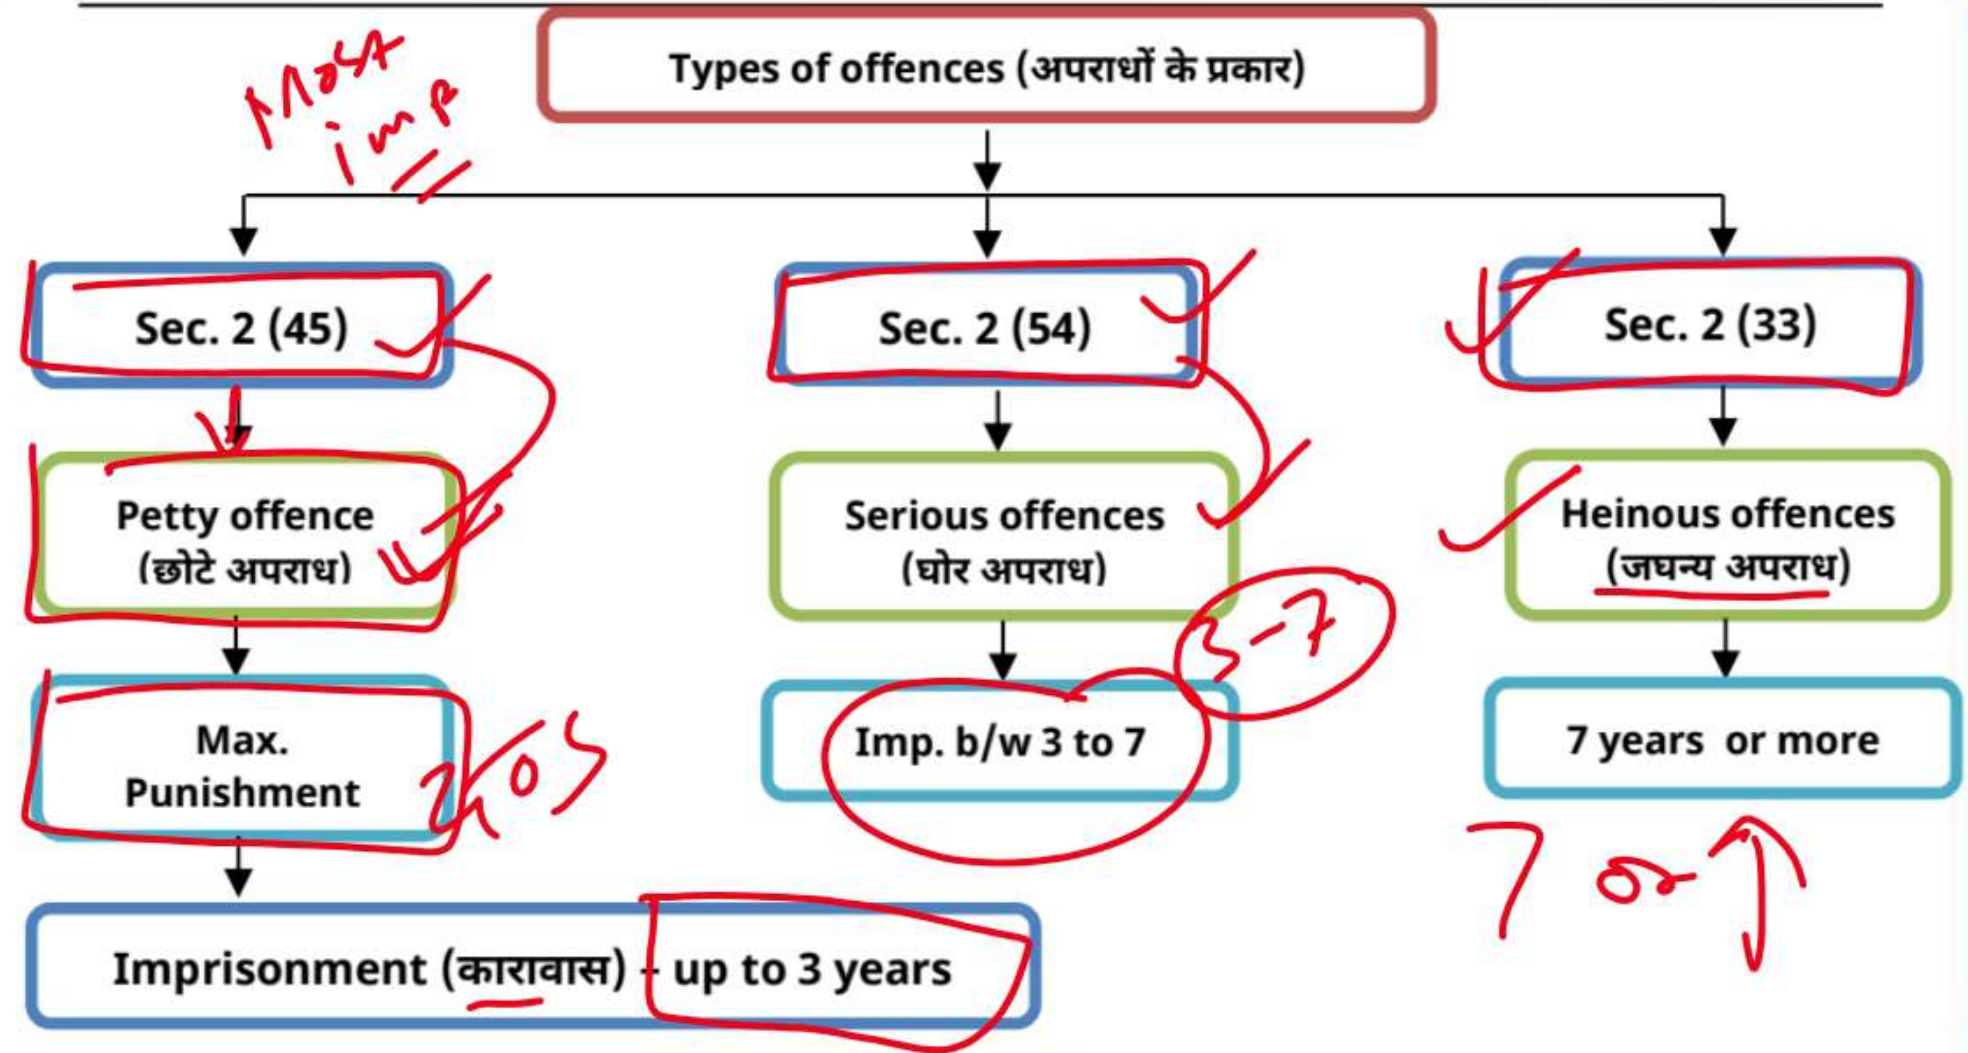 Types of offences (अपराधों के प्रकार)
Most
imp
Sec. 2 (45)
Sec. 2 (54)
Sec. 2 (33)
Petty offence
(छोटे अपराध)
Serious offences
(घोर अपराध)
Heinous offences
(जघन्य अपराध)
3-7
Max.
Punishment
Imp. b/w 3 to 7
7 years or more
7 or
Imprisonment (कारावास) - up to 3 years